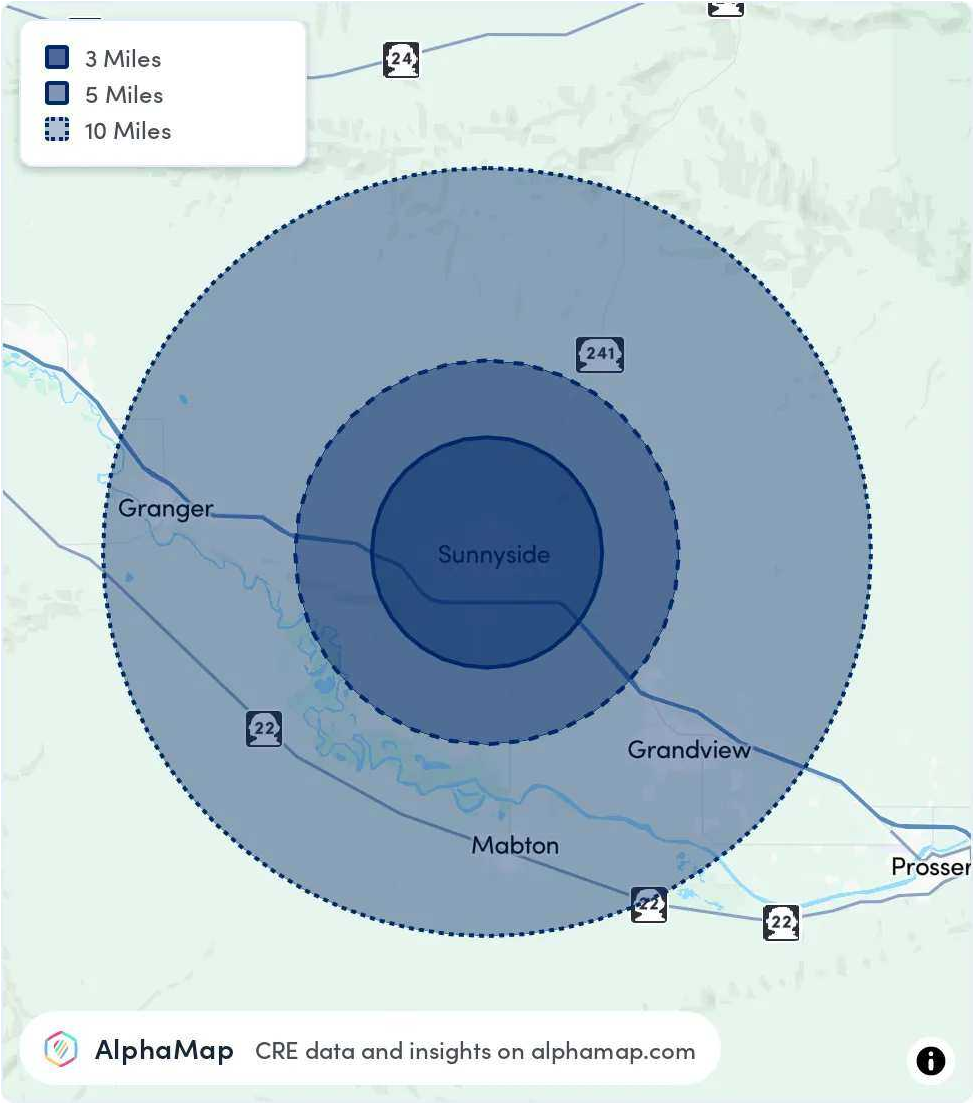 3 Miles
5 Miles
10 Miles
24
241
Granger
Sunnyside
22
Grandview
Mabton
Prosser
22
22
AlphaMap CRE data and insights on alphamap.com